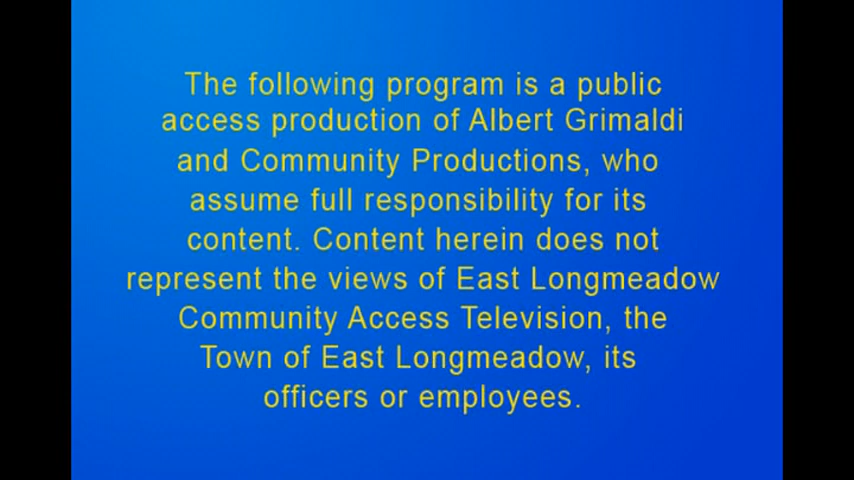 The following program is a public
access production of Albert Grimaldi
and Community Productions, who
assume full responsibility for its
content. Content herein does not
represent the views of East Longmeadow
Community Access Television, the
Town of East Longmeadow, its
officers or employees.